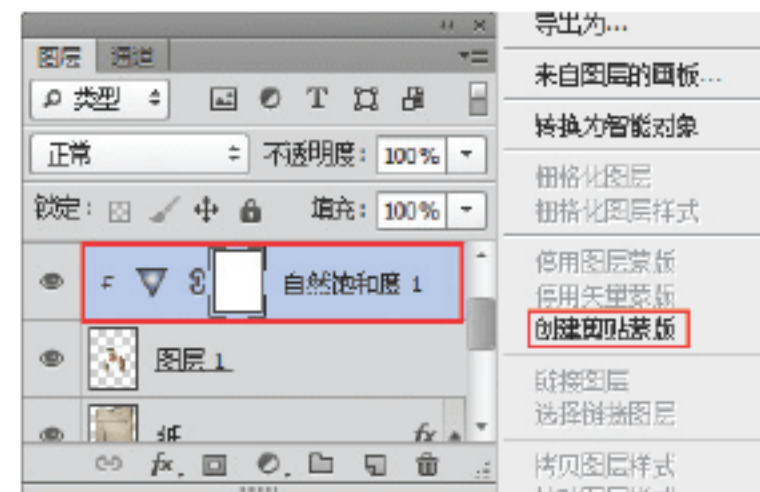 图层 通道
类型
正常 不透明度: 100%
锁定: 填充: 100%
自然饱和度 1
图层 1
纸 fx
fx
导出为...
来自图层的画板...
转换为智能对象
栅格化图层
栅格化图层样式
停用图层蒙版
停用矢量蒙版
创建剪贴蒙版
链接图层
选择链接图层
拷贝图层样式